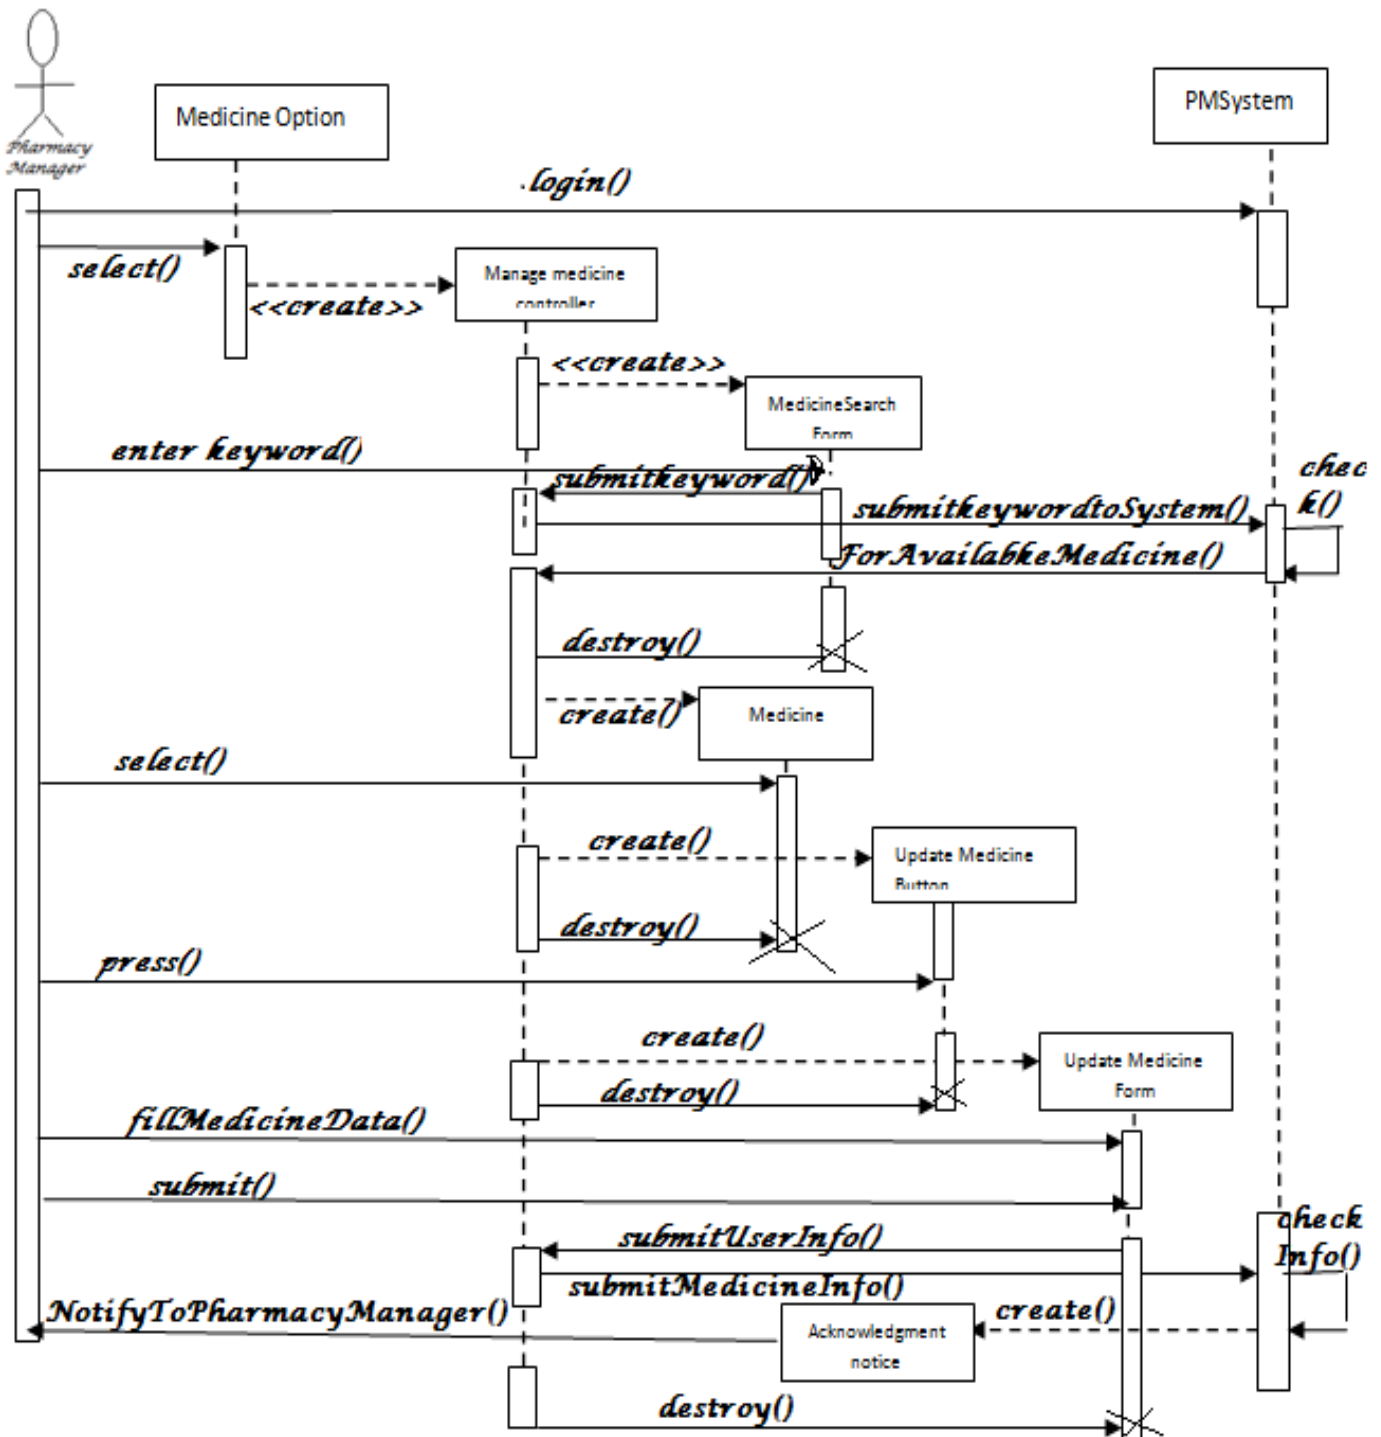 Pharmacy
Manager
Medicine Option
PMSystem
.login()
select()
<<create>>
Manage medicine
controller
<<create>>
MedicineSearch
Form
enter keyword()
submitkeyword()
submitkeywordtoSystem()
chec
k()
ForAvailabkeMedicine()
destroy()
create()
Medicine
select()
create()
Update Medicine
Button
destroy()
press()
create()
Update Medicine
Form
destroy()
fillMedicineData()
submit()
submitUserInfo()
check
Info()
submitMedicineInfo()
NotifyToPharmacyManager()
create()
Acknowledgment
notice
destroy()